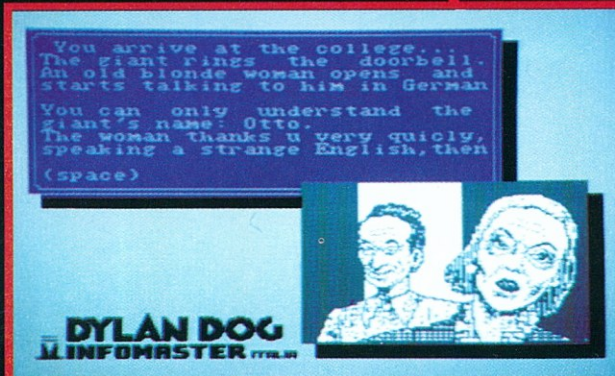 You arrive at the college...
The giant rings the doorbell.
An old blonde woman opens and
starts talking to him in German
You can only understand the
giant's name: Otto.
The woman thanks u very quicly,
speaking a strange English,then
(space)
DYLAN DOG
INFOMASTER ITALIA